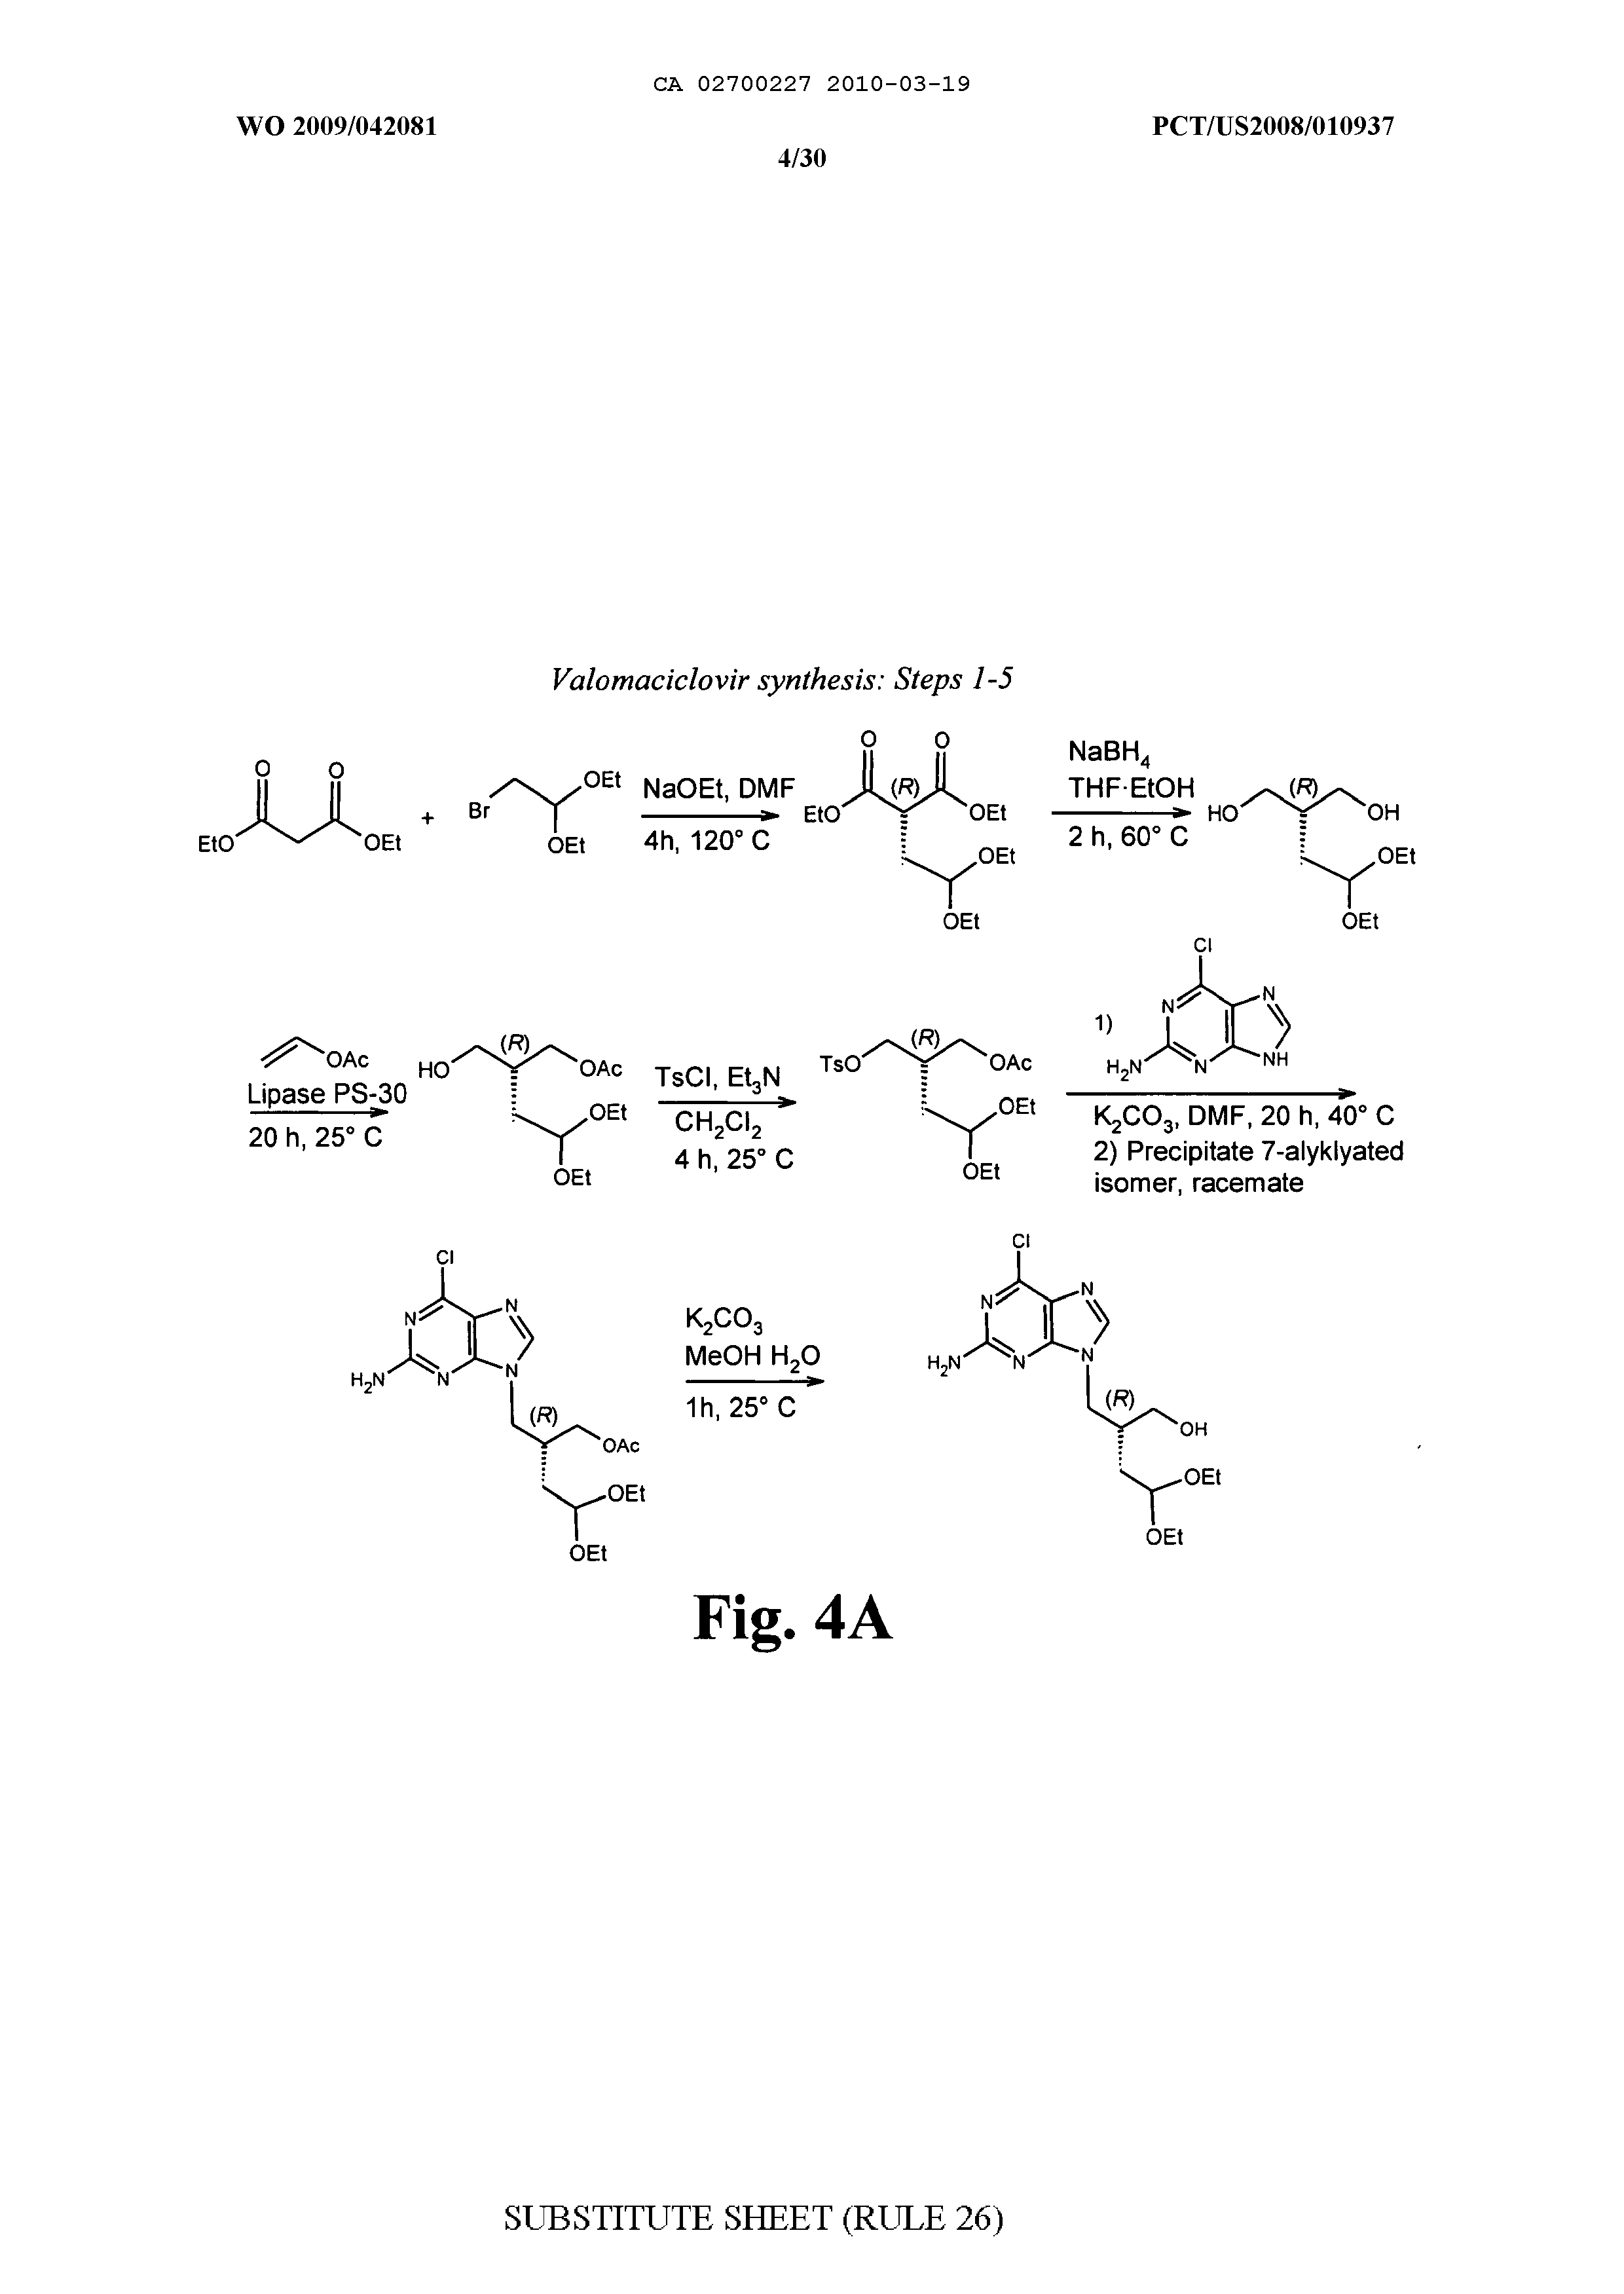 CA 02700227 2010-03-19
WO 2009/042081
PCT/US2008/010937
4/30
Valomaciclovir synthesis: Steps 1-5
O O
EtO OEt
+
Br OEt
OEt
NaOEt, DMF
4h, 120° C
O O
(R)
EtO OEt
OEt
OEt
NaBH4
THF·EtOH
2 h, 60° C
(R)
HO OH
OEt
OEt
OAc
Lipase PS-30
20 h, 25° C
(R)
HO OAc
OEt
OEt
TsCl, Et3N
CH2Cl2
4 h, 25° C
(R)
TsO OAc
OEt
OEt
1)
Cl
N N
H2N N NH
K2CO3, DMF, 20 h, 40° C
2) Precipitate 7-alyklyated
isomer, racemate
Cl
N N
H2N N N
(R)
OAc
OEt
OEt
K2CO3
MeOH H2O
1h, 25° C
Cl
N N
H2N N N
(R)
OH
OEt
OEt
Fig. 4A
SUBSTITUTE SHEET (RULE 26)